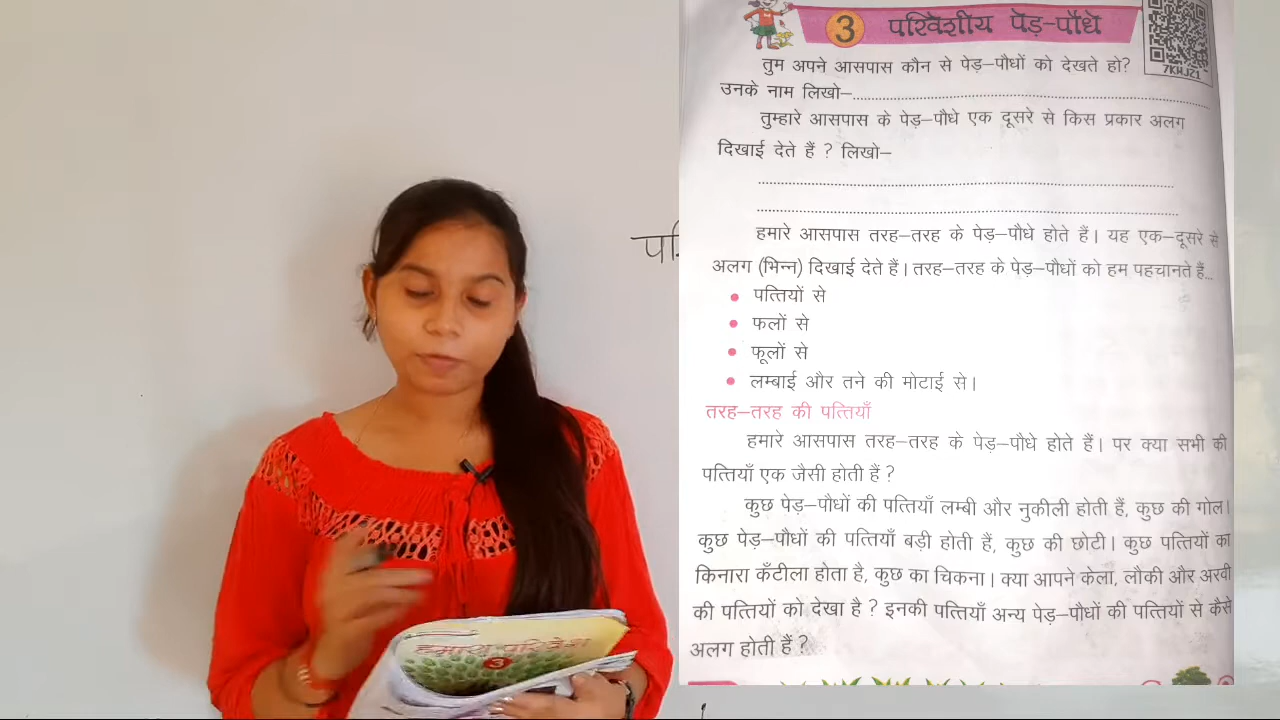 3 परिवेशीय पेड़-पौधे
7KHJZ1
तुम अपने आसपास कौन से पेड़–पौधों को देखते हो?
उनके नाम लिखो–
तुम्हारे आसपास के पेड़–पौधे एक दूसरे से किस प्रकार अलग
दिखाई देते हैं ? लिखो–
हमारे आसपास तरह–तरह के पेड़–पौधे होते हैं। यह एक–दूसरे से
अलग (भिन्न) दिखाई देते हैं। तरह–तरह के पेड़–पौधों को हम पहचानते हैं...
• पत्तियों से
• फलों से
• फूलों से
• लम्बाई और तने की मोटाई से।
तरह–तरह की पत्तियाँ
हमारे आसपास तरह–तरह के पेड़–पौधे होते हैं। पर क्या सभी की
पत्तियाँ एक जैसी होती हैं ?
कुछ पेड़–पौधों की पत्तियाँ लम्बी और नुकीली होती हैं, कुछ की गोल।
कुछ पेड़–पौधों की पत्तियाँ बड़ी होती हैं, कुछ की छोटी। कुछ पत्तियों का
किनारा कँटीला होता है, कुछ का चिकना। क्या आपने केला, लौकी और अरवी
की पत्तियों को देखा है ? इनकी पत्तियाँ अन्य पेड़–पौधों की पत्तियों से कैसे
अलग होती हैं ?
हमारा परिवेश
3